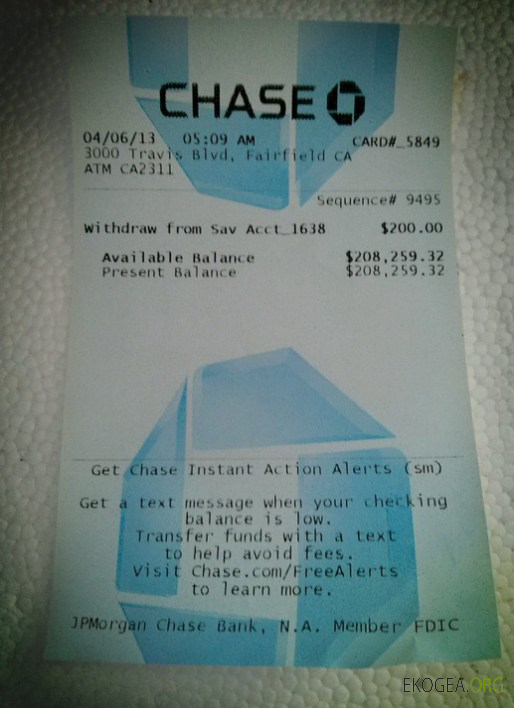 CHASE
04/06/13 05:09 AM CARD#_5849
3000 Travis Blvd, Fairfield CA
ATM CA2311
Sequence# 9495
Withdraw from Sav Acct_1638 $200.00
Available Balance $208,259.32
Present Balance $208,259.32
Get Chase Instant Action Alerts (sm)
Get a text message when your checking
balance is low.
Transfer funds with a text
to help avoid fees.
Visit Chase.com/FreeAlerts
to learn more.
JPMorgan Chase Bank, N.A. Member FDIC
EKOGEA.ORG